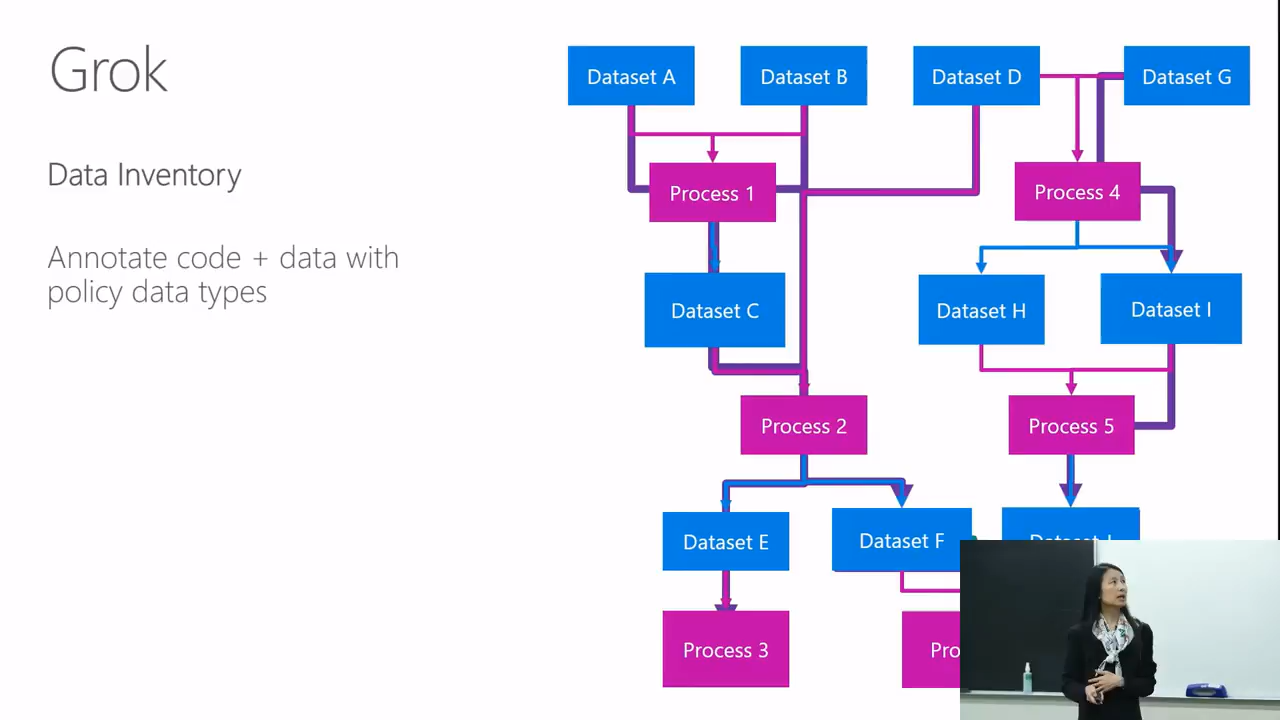 Grok
Data Inventory
Annotate code + data with
policy data types
Dataset A
Dataset B
Dataset D
Dataset G
Process 1
Process 4
Dataset C
Dataset H
Dataset I
Process 2
Process 5
Dataset E
Dataset F
Process 3